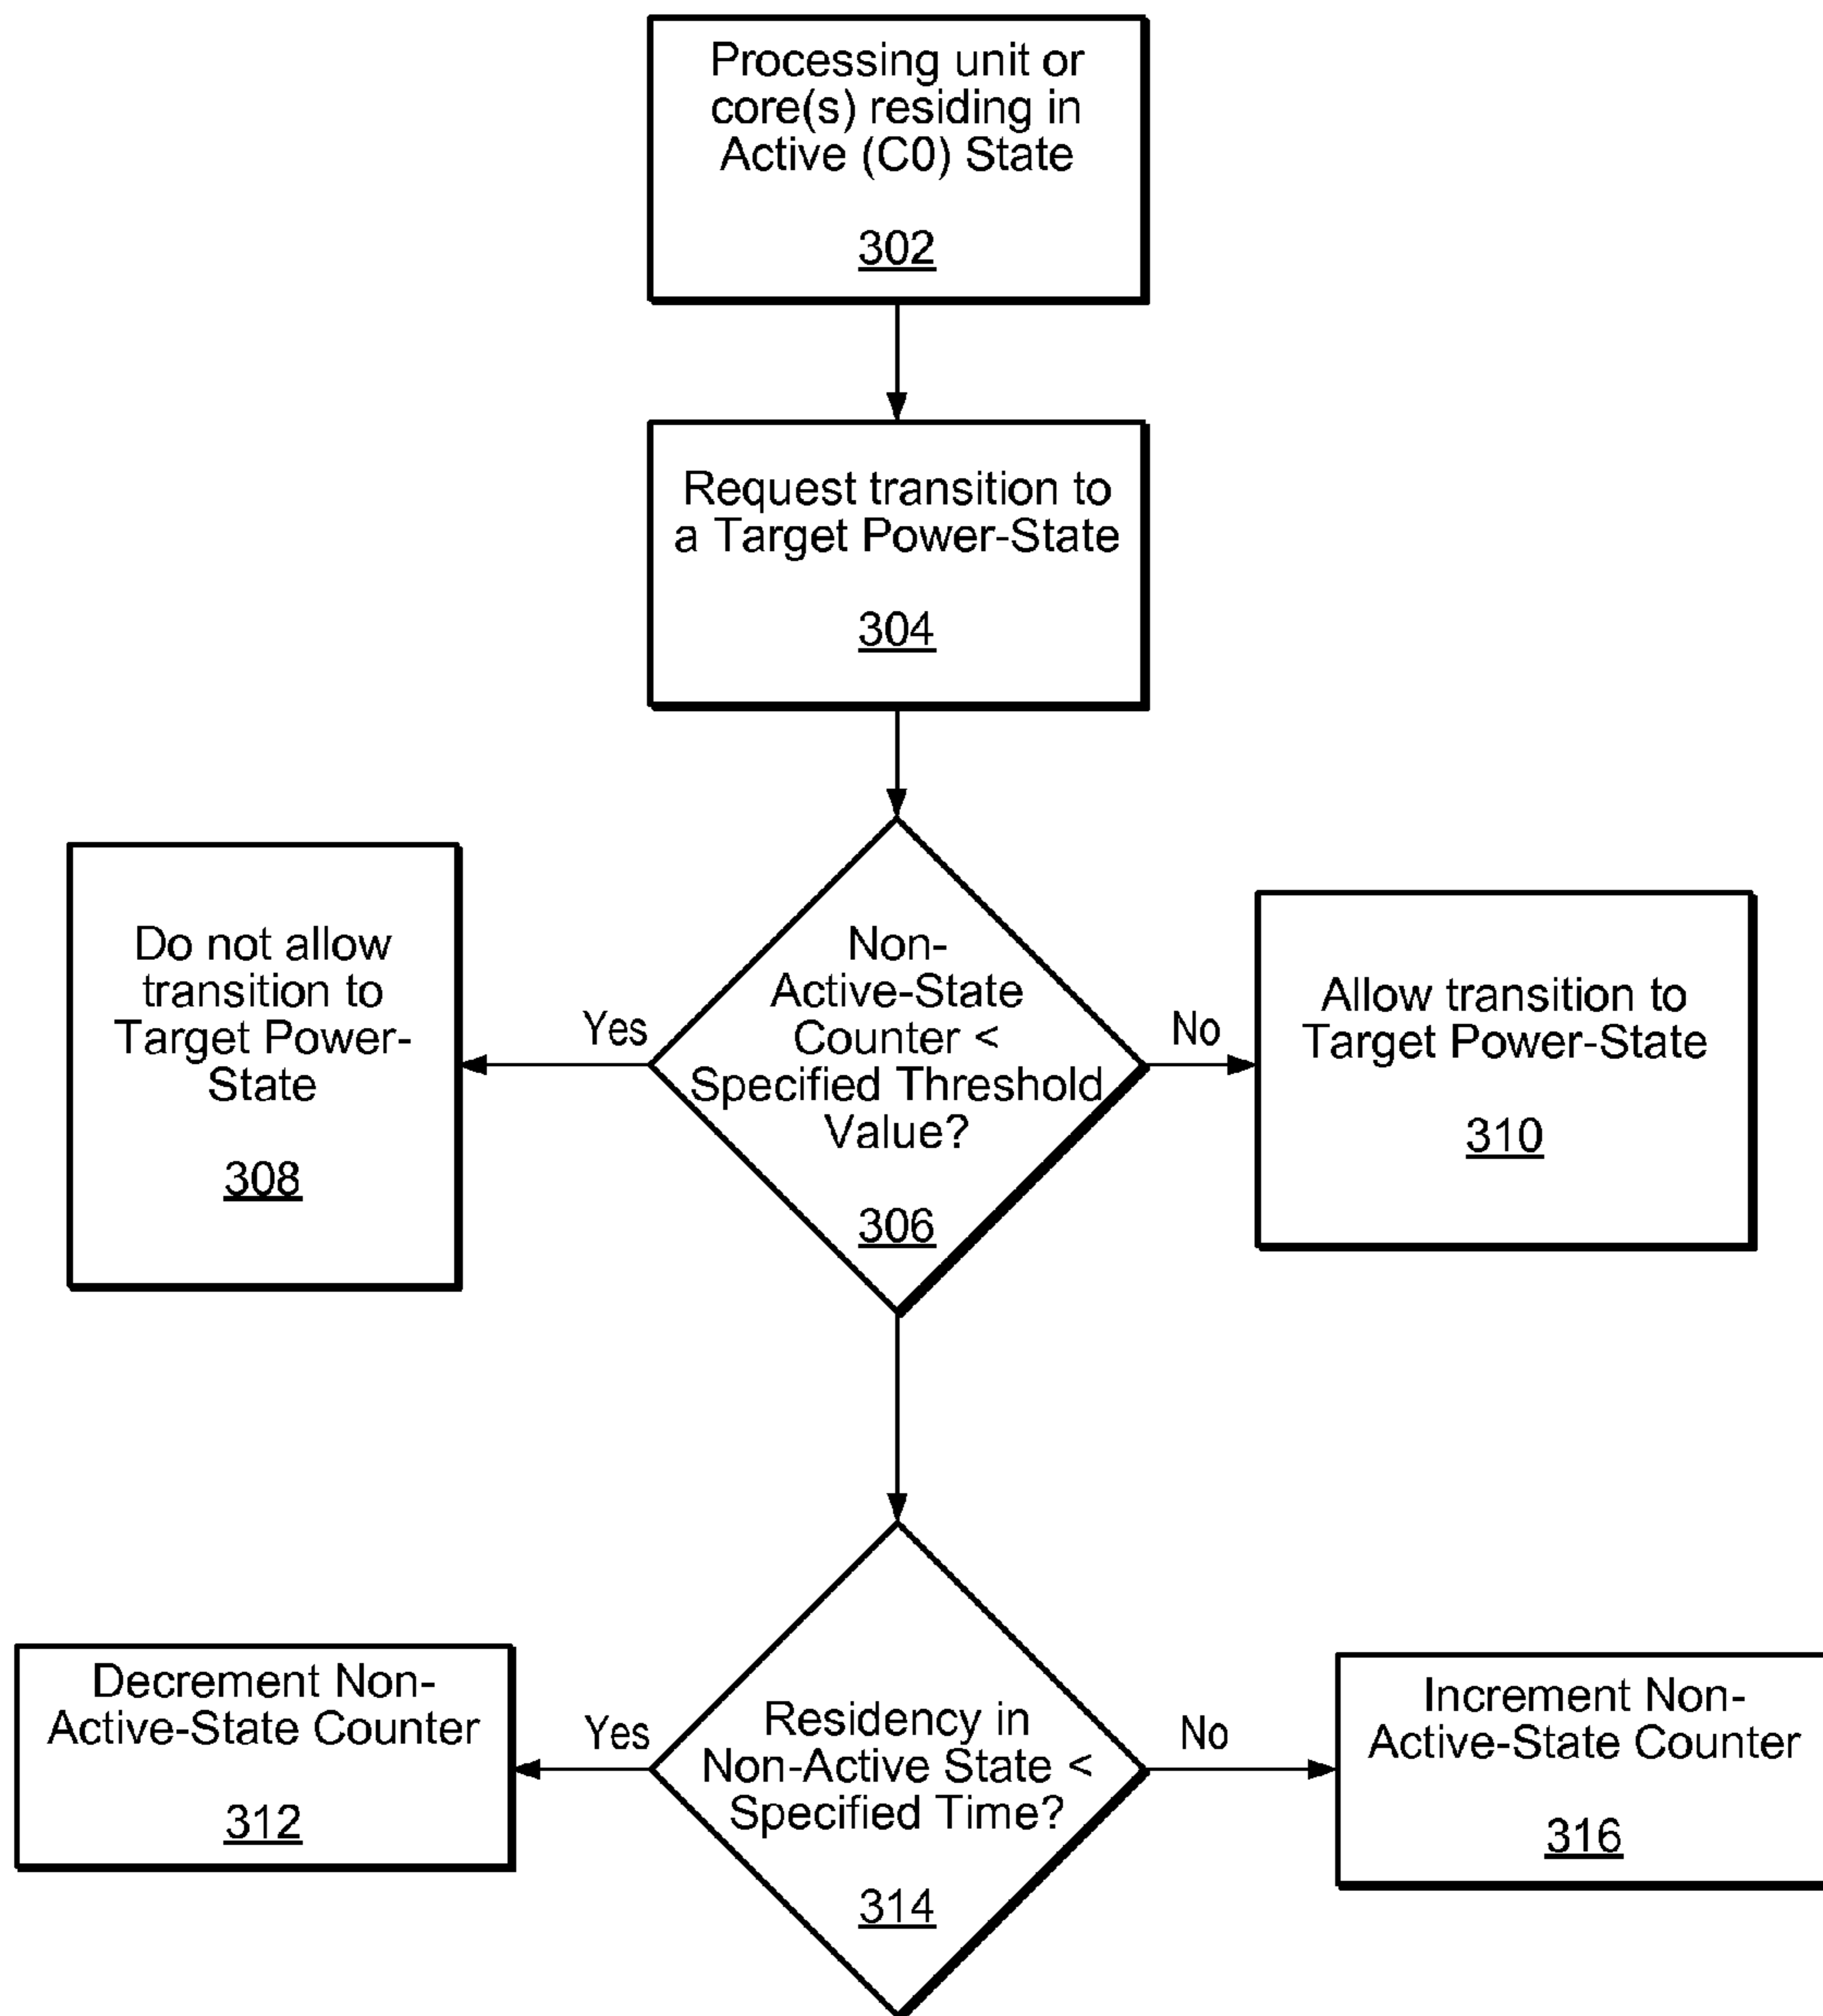 Processing unit or
core(s) residing in
Active (C0) State
302
Request transition to
a Target Power-State
304
Non-
Active-State
Counter <
Specified Threshold
Value?
306
Yes
No
Do not allow
transition to
Target Power-
State
308
Allow transition to
Target Power-State
310
Residency in
Non-Active State <
Specified Time?
314
Yes
No
Decrement Non-
Active-State Counter
312
Increment Non-
Active-State Counter
316